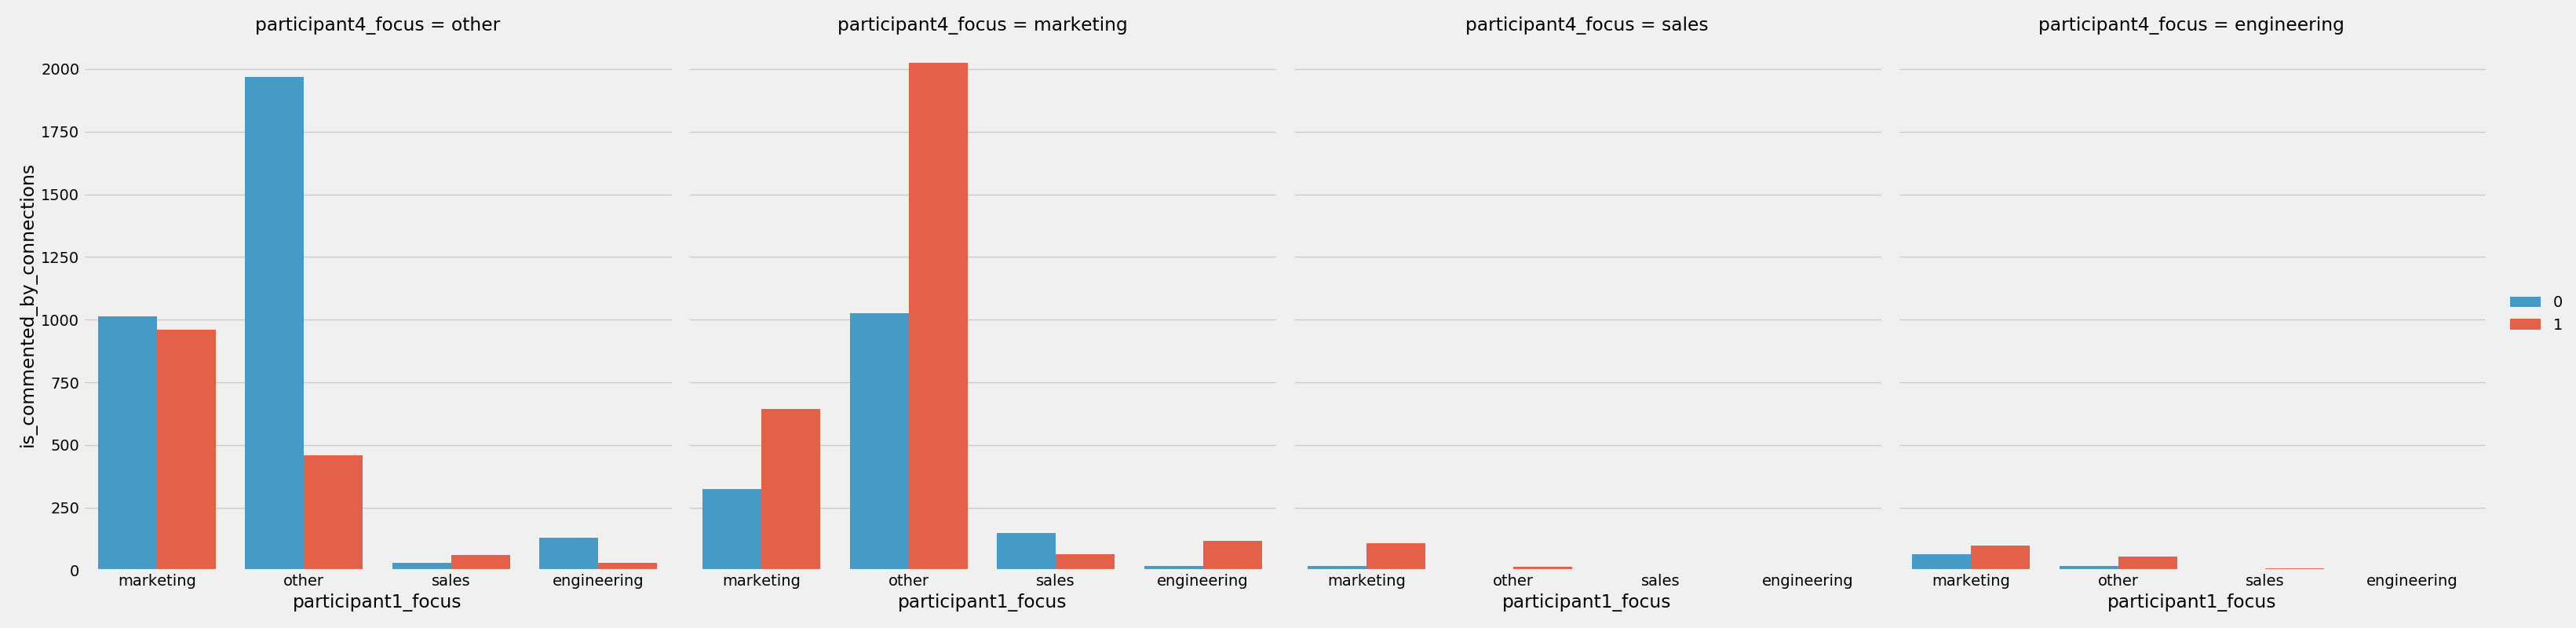 participant4_focus = other
participant4_focus = marketing
participant4_focus = sales
participant4_focus = engineering
is_commented_by_connections
2000
1750
1500
1250
1000
750
500
250
0
marketing other sales engineering
participant1_focus
marketing other sales engineering
participant1_focus
marketing other sales engineering
participant1_focus
marketing other sales engineering
participant1_focus
0
1